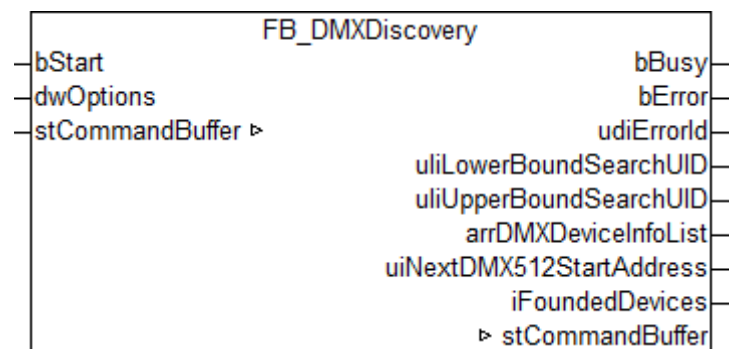 FB_DMXDiscovery
bStart bBusy
dwOptions bError
stCommandBuffer ▹ udiErrorId
uliLowerBoundSearchUID
uliUpperBoundSearchUID
arrDMXDeviceInfoList
uiNextDMX512StartAddress
iFoundedDevices
▹ stCommandBuffer